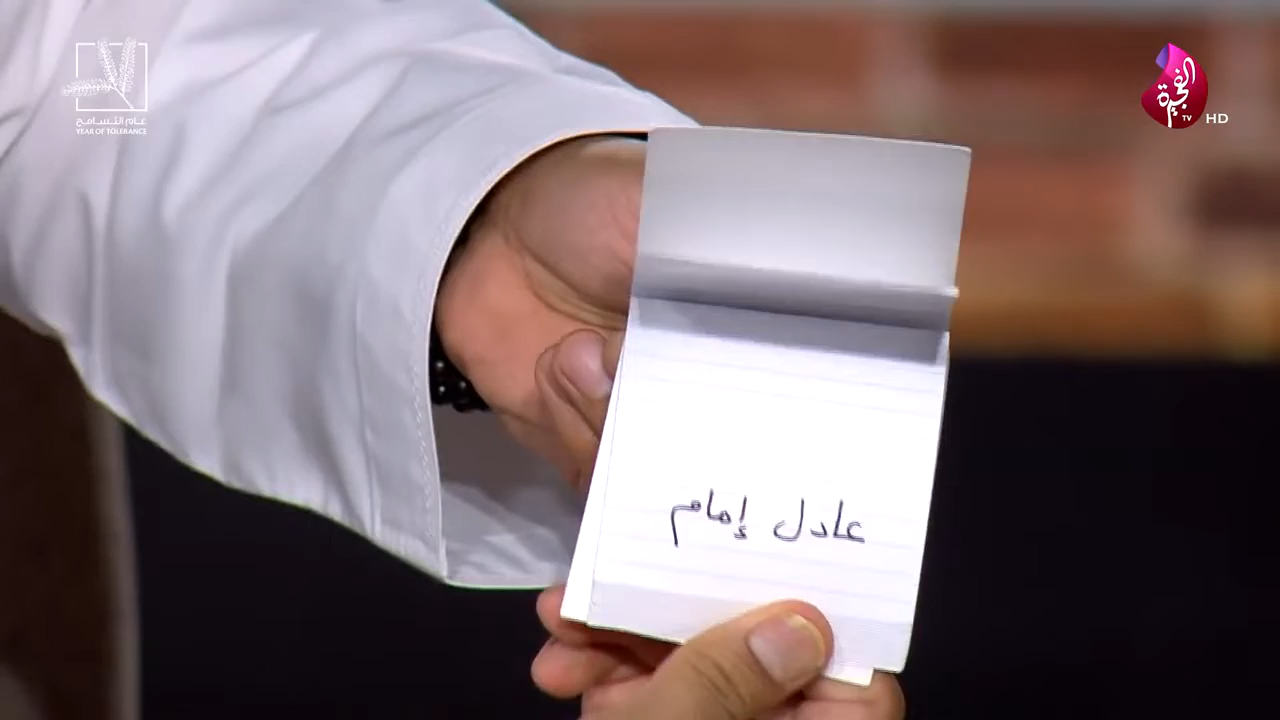 عام التسامح
YEAR OF TOLERANCE
الفجيرة
TV HD
عادل إمام